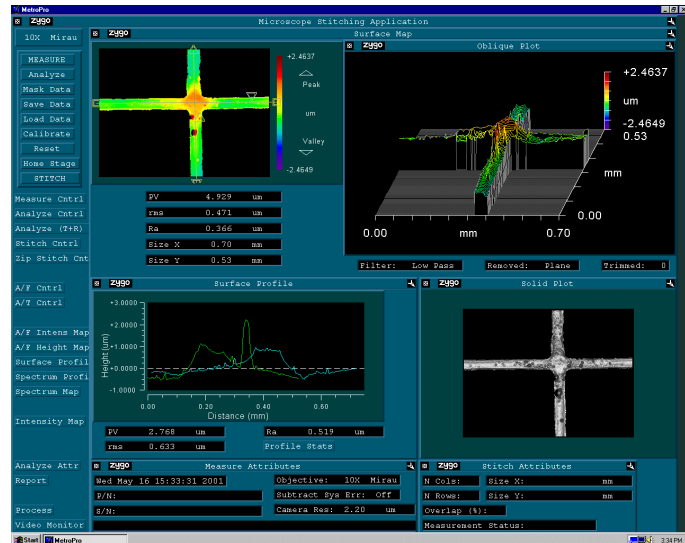 MetroPro
zygo Microscope Stitching Application
10X Mirau
MEASURE
Analyze
Mask Data
Save Data
Load Data
Calibrate
Reset
Home Stage
STITCH
Measure Cntrl
Analyze Cntrl
Analyze (T+R)
Stitch Cntrl
Zip Stitch Cnt
A/F Cntrl
A/T Cntrl
A/F Intens Map
A/F Height Map
Surface Profil
Spectrum Profi
Spectrum Map
Intensity Map
Analyze Attr
Report
Process
Video Monitor
zygo Surface Map
+2.4637
Peak
um
Valley
-2.4649
PV 4.929 um
rms 0.471 um
Ra 0.366 um
Size X 0.70 mm
Size Y 0.53 mm
zygo Oblique Plot
+2.4637
um
-2.4649
0.53
mm
0.00
0.00 mm 0.70
Filter: Low Pass Removed: Plane Trimmed: 0
zygo Surface Profile
+3.0000
+2.0000
+1.0000
+0.0000
-1.0000
Height (um)
0.00 0.20 0.40 0.60
Distance (mm)
PV 2.768 um Ra 0.519 um
rms 0.633 um Profile Stats
zygo Solid Plot
zygo Measure Attributes
Wed May 16 15:33:31 2001 Objective: 10X Mirau
P/N: Subtract Sys Err: Off
S/N: Camera Res: 2.20 um
zygo Stitch Attributes
N Cols: Size X: mm
N Rows: Size Y: mm
Overlap (%):
Measurement Status:
Start MetroPro 3:34 PM